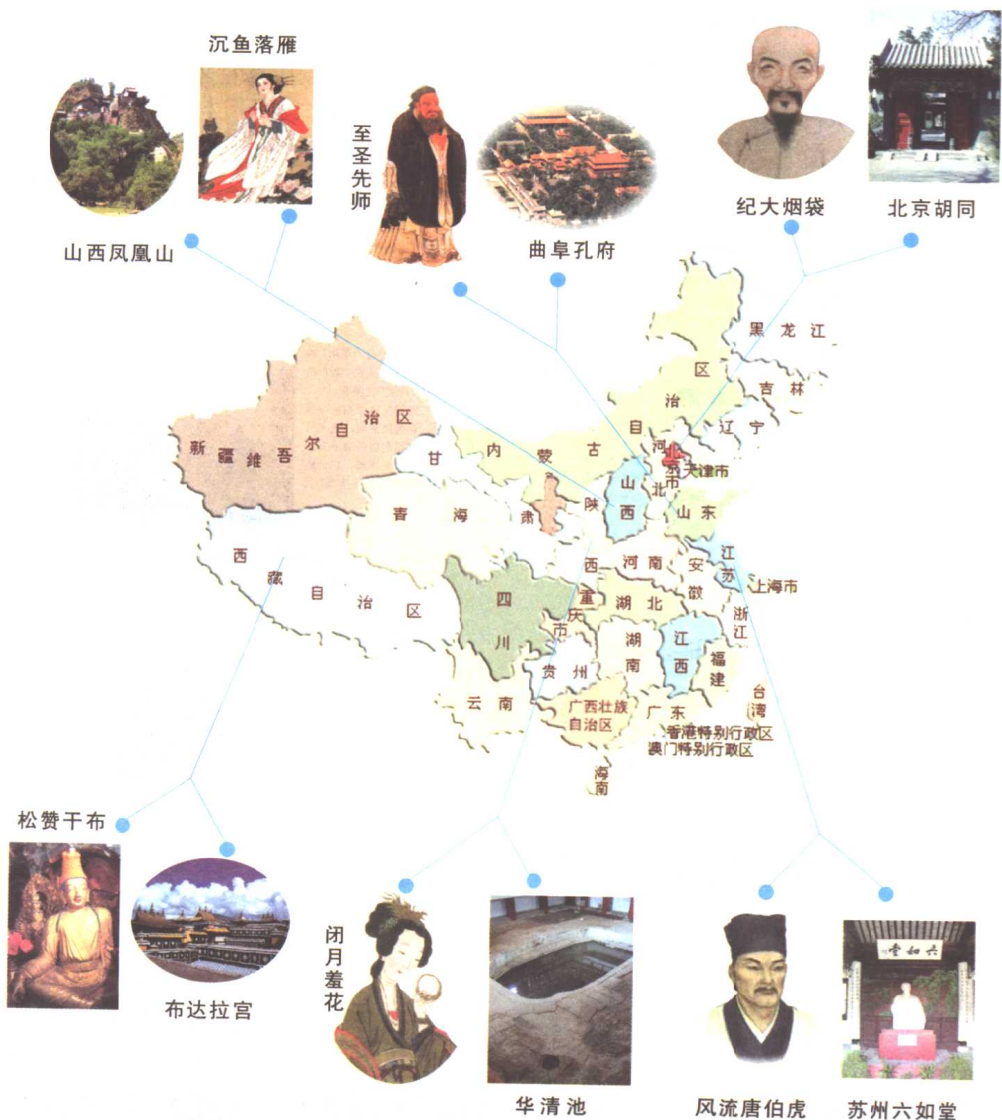 沉鱼落雁
山西凤凰山
至圣先师
曲阜孔府
纪大烟袋
北京胡同
黑龙江
吉林
辽宁
内蒙古自治区
新疆维吾尔自治区
甘肃
青海
西藏自治区
四川
陕西
山西
河北
北京市
天津市
山东
河南
江苏
安徽
上海市
浙江
湖北
重庆市
湖南
江西
福建
贵州
云南
广西壮族
自治区
广东
台湾
香港特别行政区
澳门特别行政区
海南
松赞干布
布达拉宫
闭月羞花
华清池
风流唐伯虎
六如堂
苏州六如堂